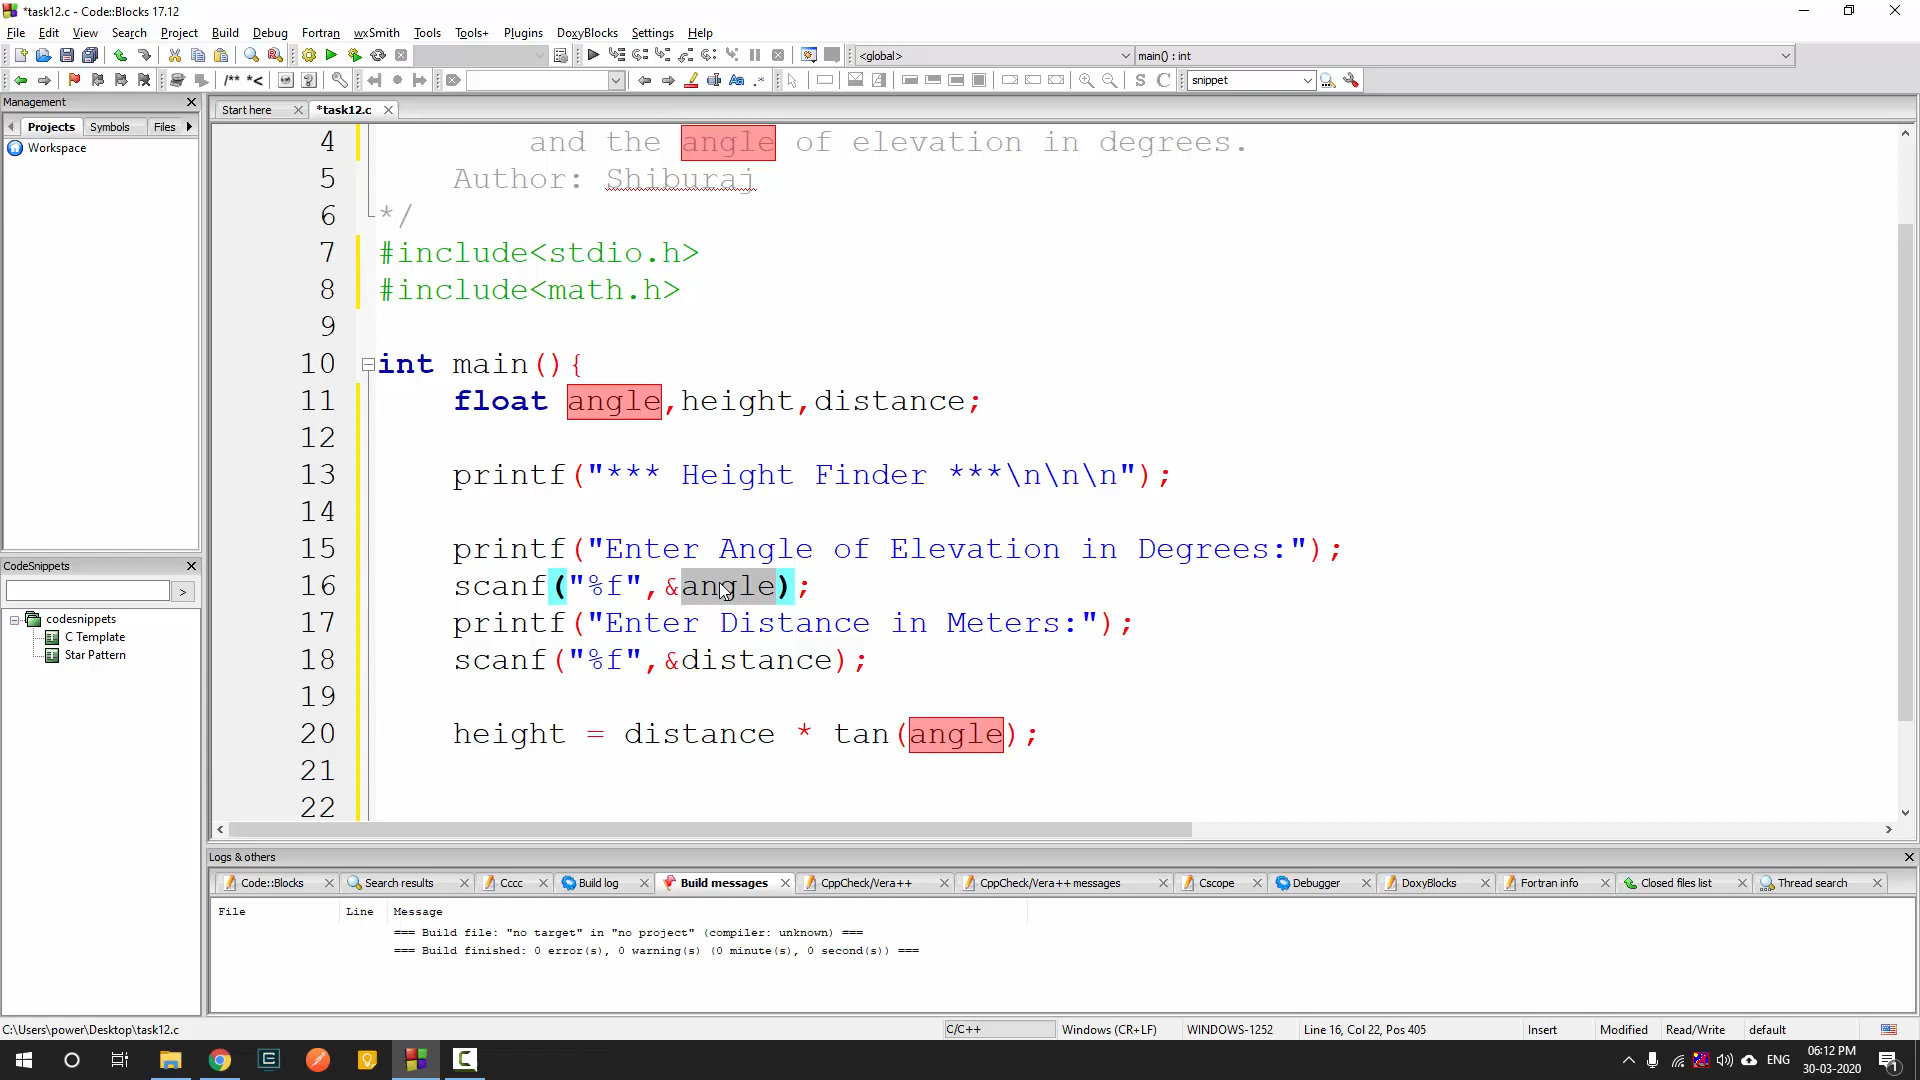 *task12.c - Code::Blocks 17.12
File Edit View Search Project Build Debug Fortran wxSmith Tools Tools+ Plugins DoxyBlocks Settings Help
<global> main() : int
/** *< snippet
Management
Projects Symbols Files
Workspace
CodeSnippets
>
codesnippets
C Template
Star Pattern
Start here *task12.c
4 and the angle of elevation in degrees.
5 Author: Shiburaj
6 */
7 #include<stdio.h>
8 #include<math.h>
9
10 int main(){
11 float angle,height,distance;
12
13 printf("*** Height Finder ***\n\n\n");
14
15 printf("Enter Angle of Elevation in Degrees:");
16 scanf("%f",&angle);
17 printf("Enter Distance in Meters:");
18 scanf("%f",&distance);
19
20 height = distance * tan(angle);
21
22
Logs & others
Code::Blocks Search results Cccc Build log Build messages CppCheck/Vera++ CppCheck/Vera++ messages Cscope Debugger DoxyBlocks Fortran info Closed files list Thread search
File Line Message
=== Build file: "no target" in "no project" (compiler: unknown) ===
=== Build finished: 0 error(s), 0 warning(s) (0 minute(s), 0 second(s)) ===
C:\Users\power\Desktop\task12.c C/C++ Windows (CR+LF) WINDOWS-1252 Line 16, Col 22, Pos 405 Insert Modified Read/Write default
ENG 06:12 PM
30-03-2020